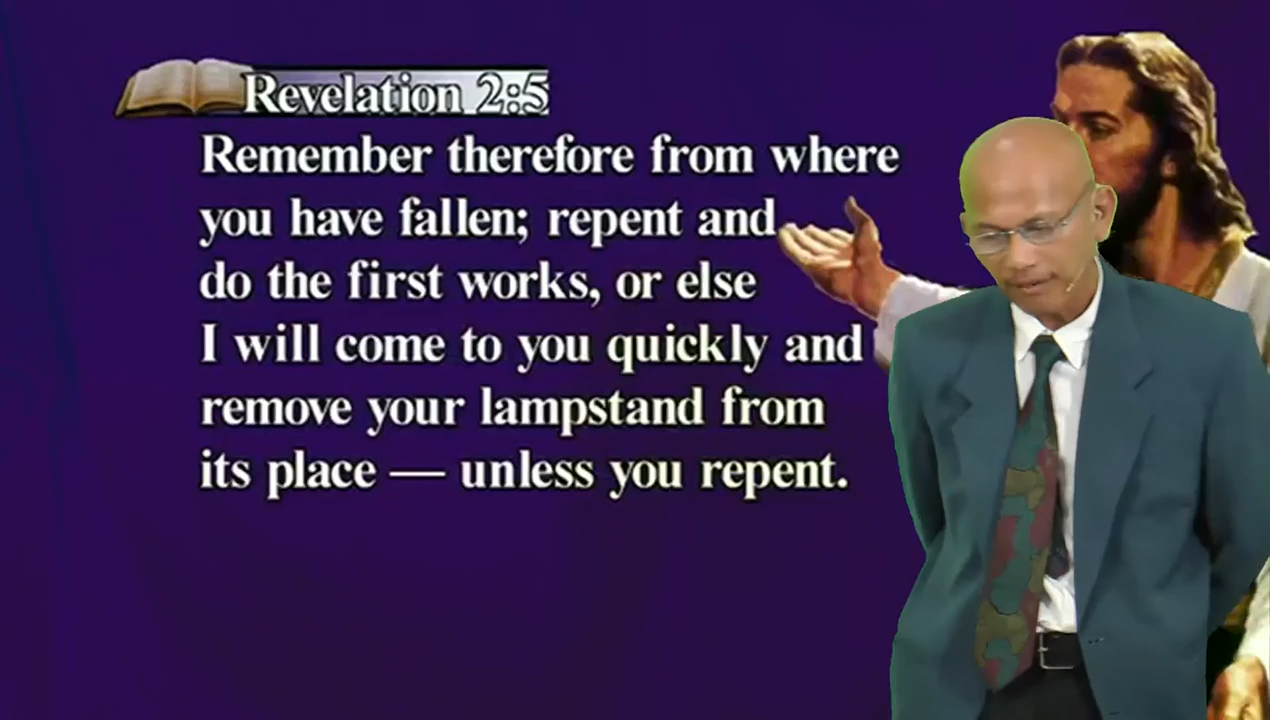 Revelation 2:5
Remember therefore from where
you have fallen; repent and
do the first works, or else
I will come to you quickly and
remove your lampstand from
its place — unless you repent.